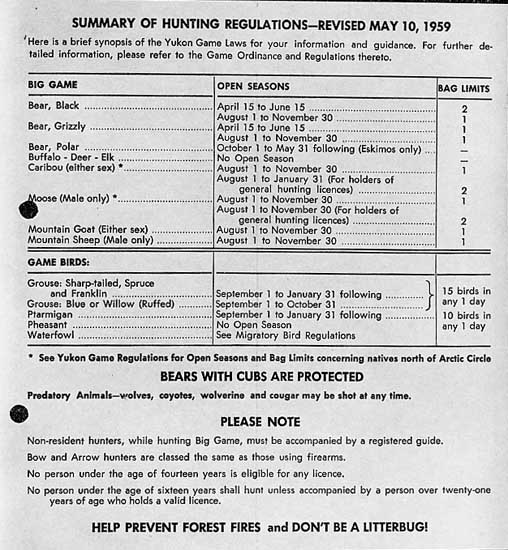 SUMMARY OF HUNTING REGULATIONS—REVISED MAY 10, 1959
Here is a brief synopsis of the Yukon Game Laws for your information and guidance. For further de-
tailed information, please refer to the Game Ordinance and Regulations thereto.
BIG GAME OPEN SEASONS BAG LIMITS
Bear, Black ........ April 15 to June 15 ........ 2
August 1 to November 30 ........ 1
Bear, Grizzly ........ April 15 to June 15 ........ 1
August 1 to November 30 ........ 1
Bear, Polar ........ October 1 to May 31 following (Eskimos only) .... —
Buffalo - Deer - Elk ........ No Open Season —
Caribou (either sex) * ........ August 1 to November 30 ........ 1
August 1 to January 31 (For holders of
general hunting licences) ........ 2
Moose (Male only) * ........ August 1 to November 30 ........ 1
August 1 to November 30 (For holders of
general hunting licences) ........ 2
Mountain Goat (Either sex) ........ August 1 to November 30 ........ 1
Mountain Sheep (Male only) ........ August 1 to November 30 ........ 1
GAME BIRDS:
Grouse: Sharp-tailed, Spruce
and Franklin ........ September 1 to January 31 following ........ 15 birds in
Grouse: Blue or Willow (Ruffed) ........ September 1 to October 31 ........ any 1 day
Ptarmigan ........ September 1 to January 31 following ........ 10 birds in
Pheasant ........ No Open Season any 1 day
Waterfowl ........ See Migratory Bird Regulations
* See Yukon Game Regulations for Open Seasons and Bag Limits concerning natives north of Arctic Circle
BEARS WITH CUBS ARE PROTECTED
Predatory Animals—wolves, coyotes, wolverine and cougar may be shot at any time.
PLEASE NOTE
Non-resident hunters, while hunting Big Game, must be accompanied by a registered guide.
Bow and Arrow hunters are classed the same as those using firearms.
No person under the age of fourteen years is eligible for any licence.
No person under the age of sixteen years shall hunt unless accompanied by a person over twenty-one
years of age who holds a valid licence.
HELP PREVENT FOREST FIRES and DON'T BE A LITTERBUG!